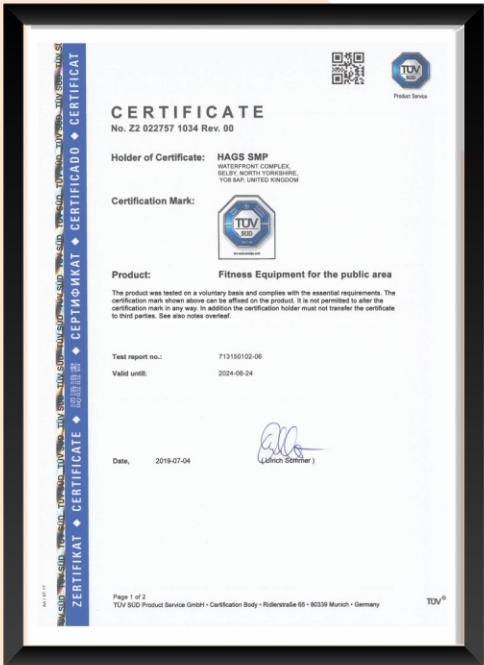 TÜV
SÜD
Product Service
CERTIFICATE
No. Z2 022757 1034 Rev. 00
Holder of Certificate: HAGS SMP
WATERFRONT COMPLEX,
SELBY, NORTH YORKSHIRE,
YO8 8AP, UNITED KINGDOM
Certification Mark:
TÜV
SÜD
Product: Fitness Equipment for the public area
The product was tested on a voluntary basis and complies with the essential requirements. The
certification mark shown above can be affixed on the product. It is not permitted to alter the
certification mark in any way. In addition the certification holder must not transfer the certificate
to third parties. See also notes overleaf.
Test report no.: 713150102-06
Valid until: 2024-06-24
Date, 2019-07-04
( Ulrich Sommer )
Page 1 of 2
TÜV SÜD Product Service GmbH • Certification Body • Ridlerstraße 65 • 80339 Munich • Germany
TÜV®
ZERTIFIKAT ◆ CERTIFICATE ◆ ◆ СЕРТИФИКАТ ◆ CERTIFICADO ◆ CERTIFICAT